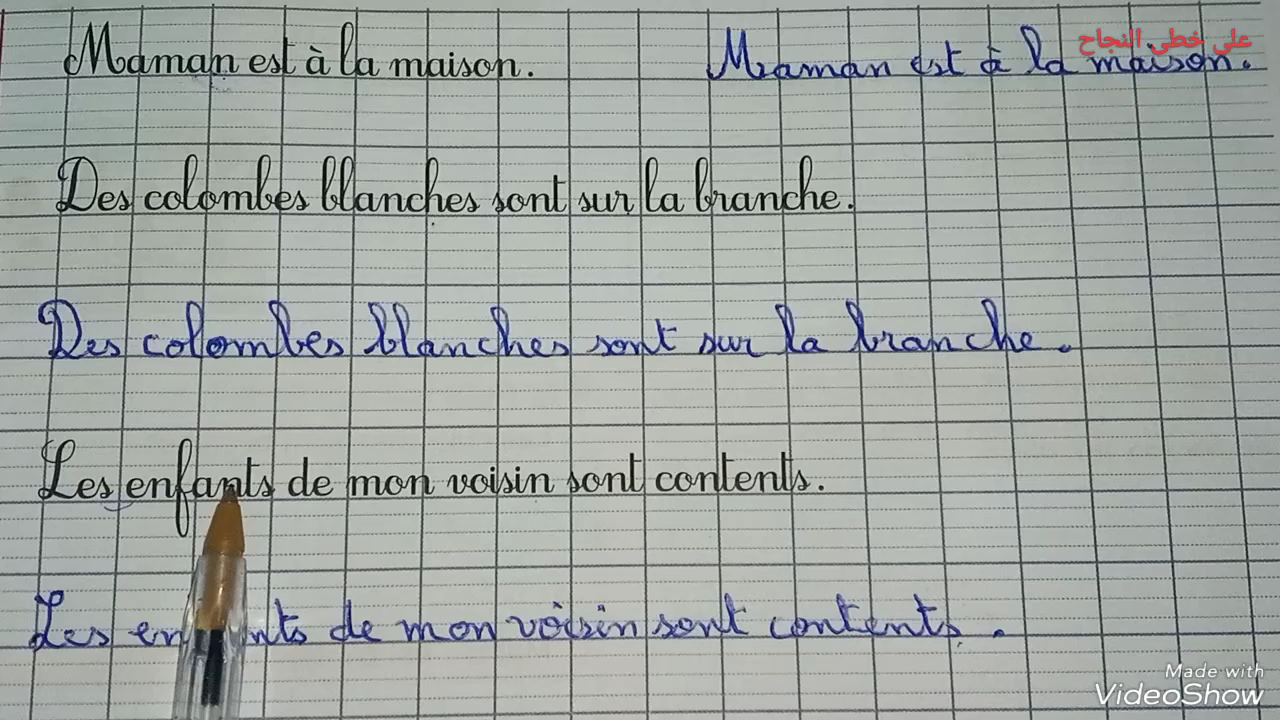 Maman est à la maison. Maman est à la maison.
على خطى النجاح
Des colombes blanches sont sur la branche.
Des colombes blanches sont sur la branche.
Les enfants de mon voisin sont contents.
Les en nts de mon voisin sont contents.
Made with
VideoShow